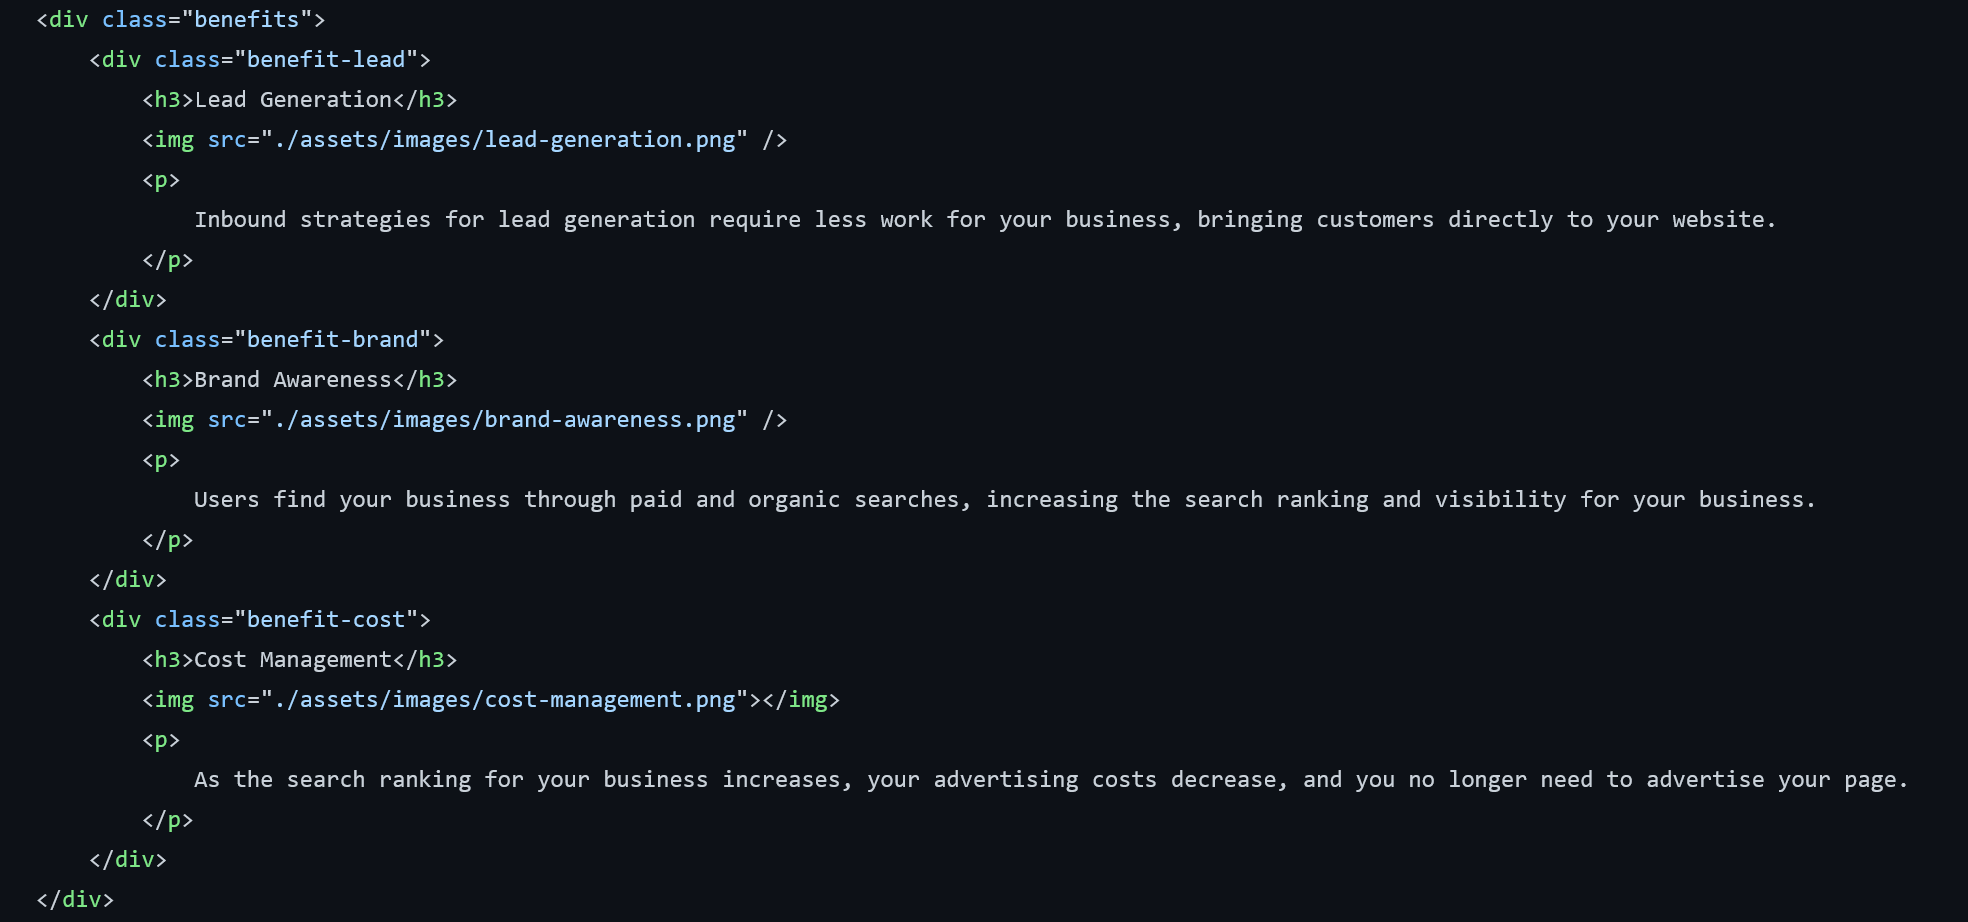 <div class="benefits">
    <div class="benefit-lead">
        <h3>Lead Generation</h3>
        <img src="./assets/images/lead-generation.png" />
        <p>
            Inbound strategies for lead generation require less work for your business, bringing customers directly to your website.
        </p>
    </div>
    <div class="benefit-brand">
        <h3>Brand Awareness</h3>
        <img src="./assets/images/brand-awareness.png" />
        <p>
            Users find your business through paid and organic searches, increasing the search ranking and visibility for your business.
        </p>
    </div>
    <div class="benefit-cost">
        <h3>Cost Management</h3>
        <img src="./assets/images/cost-management.png"></img>
        <p>
            As the search ranking for your business increases, your advertising costs decrease, and you no longer need to advertise your page.
        </p>
    </div>
</div>